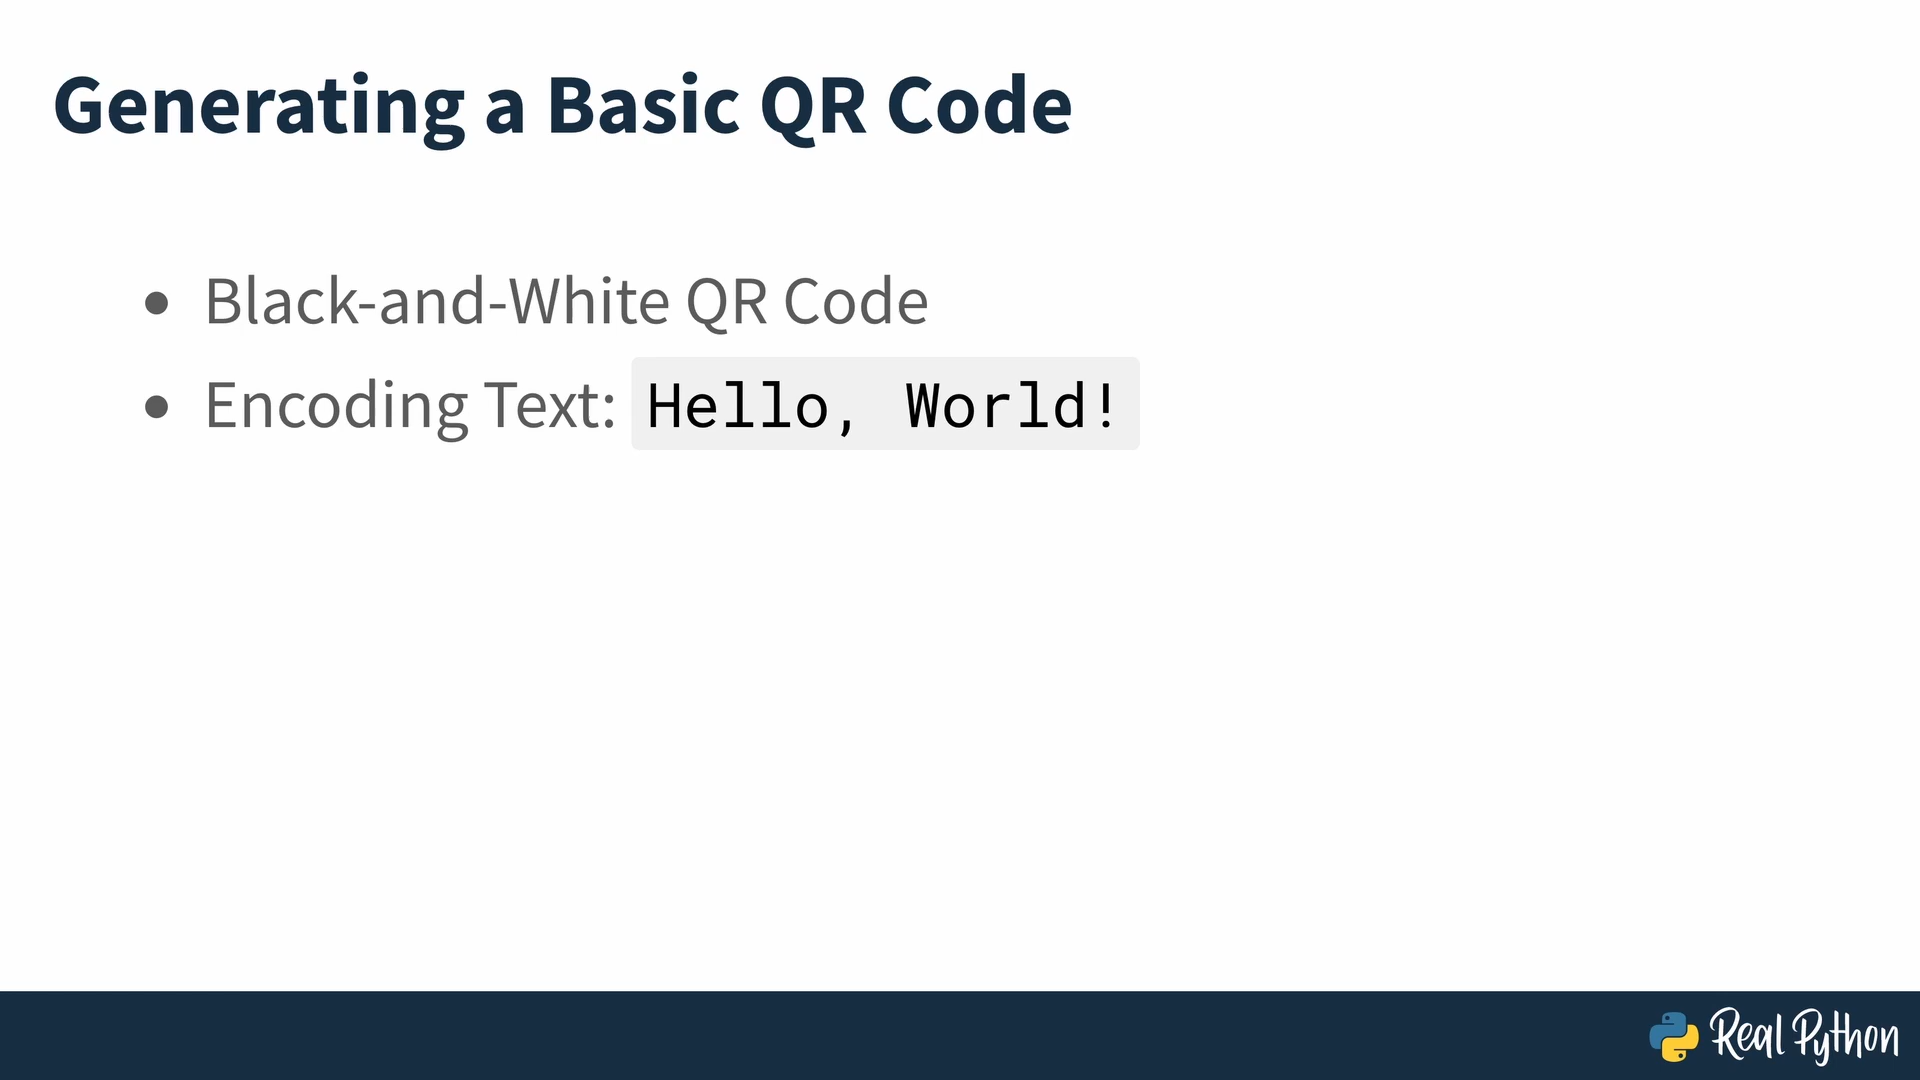 Generating a Basic QR Code
• Black-and-White QR Code
• Encoding Text: Hello, World!
Real Python